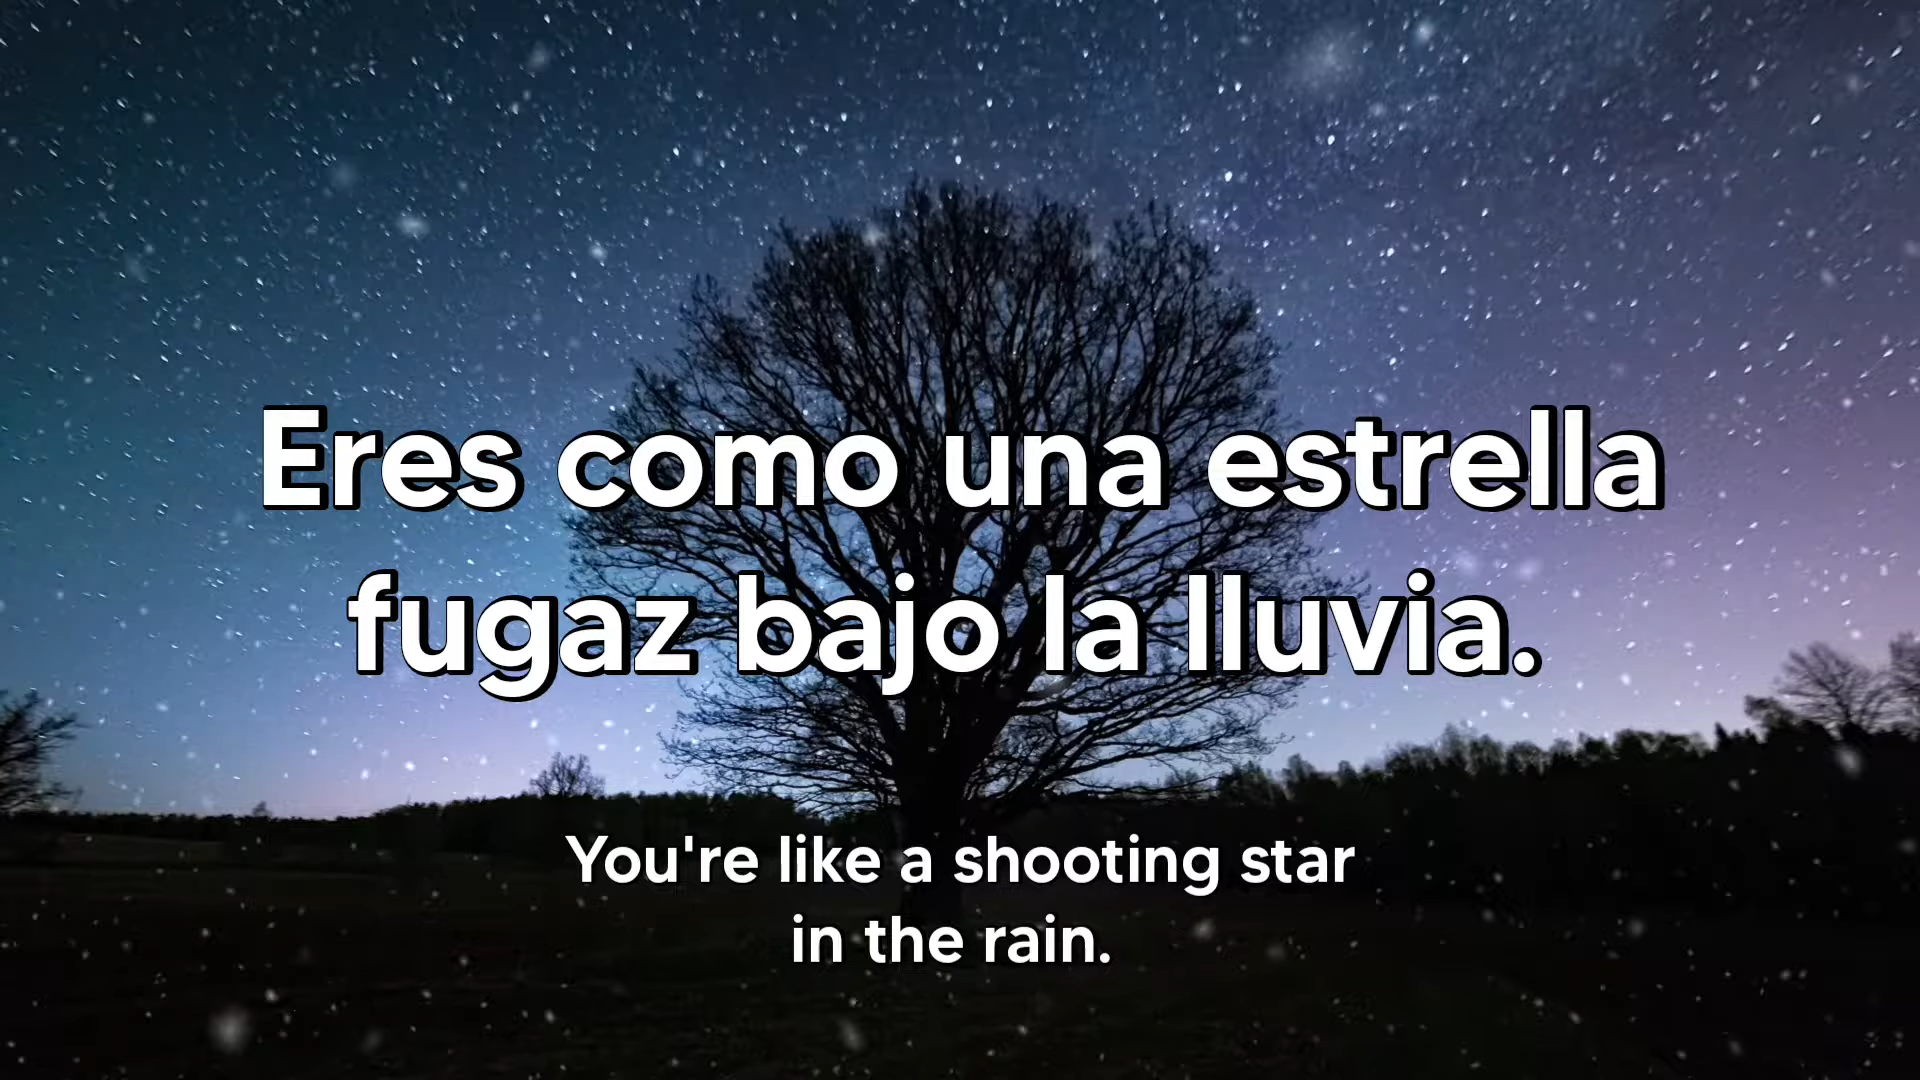 Eres como una estrella
fugaz bajo la lluvia.
You're like a shooting star
in the rain.